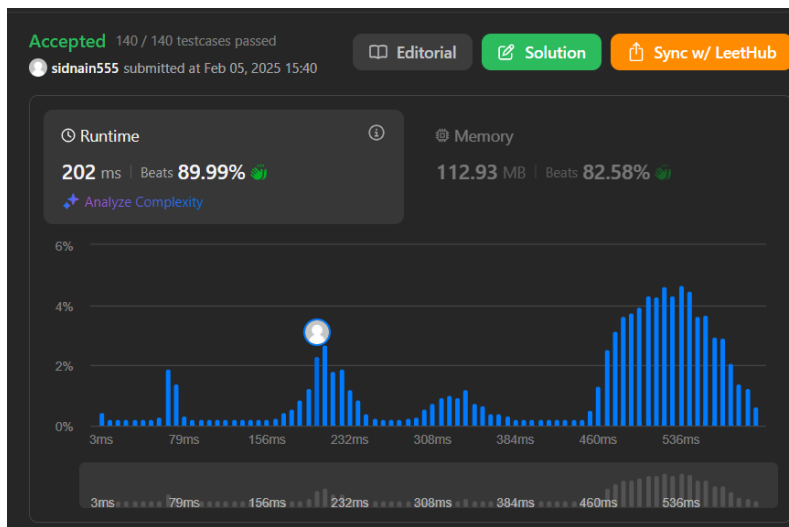 Accepted 140 / 140 testcases passed
Editorial
Solution
Sync w/ LeetHub
sidnain555 submitted at Feb 05, 2025 15:40
Runtime
202 ms | Beats 89.99%
Analyze Complexity
Memory
112.93 MB | Beats 82.58%
6%
4%
2%
0%
3ms 79ms 156ms 232ms 308ms 384ms 460ms 536ms
3ms 79ms 156ms 232ms 308ms 384ms 460ms 536ms